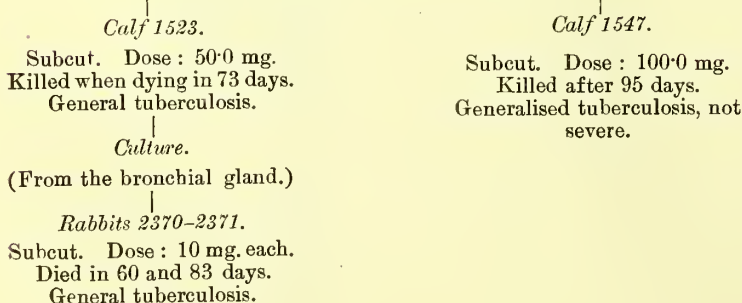 Calf 1523.
Subcut. Dose : 50·0 mg.
Killed when dying in 73 days.
General tuberculosis.
Culture.
(From the bronchial gland.)
Rabbits 2370–2371.
Subcut. Dose : 10 mg. each.
Died in 60 and 83 days.
General tuberculosis.
Calf 1547.
Subcut. Dose : 100·0 mg.
Killed after 95 days.
Generalised tuberculosis, not
severe.